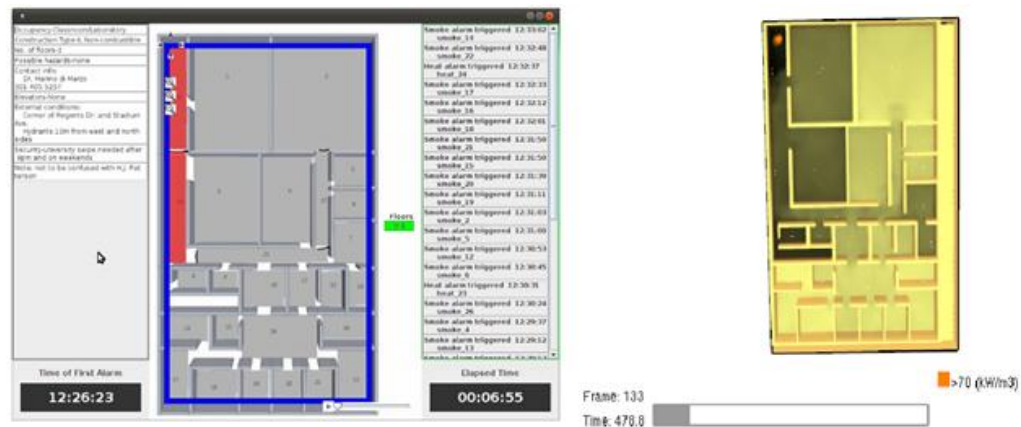 Occupancy-Classroom/Laboratory
Construction Type-II, Non-combustible
No. of floors-3
Possible hazards-none
Contact info:
Dr. Marino di Marzo
301 405 5257
Elevators-None
External conditions:
Corner of Regents Dr. and Stadium
Ave.
Hydrants 10m from east and north
sides
Security-University swipe needed after
and on weekends
Note: not to be confused with H.J. Pat
terson
Time of First Alarm
12:26:23
Floors
Smoke alarm triggered 12:33:02
smoke_14
Smoke alarm triggered 12:32:48
smoke_22
Heat alarm triggered 12:32:37
heat_24
Smoke alarm triggered 12:32:33
smoke_17
Smoke alarm triggered 12:32:12
smoke_16
Smoke alarm triggered 12:32:01
smoke_18
Smoke alarm triggered 12:31:50
smoke_21
Smoke alarm triggered 12:31:50
smoke_15
Smoke alarm triggered 12:31:39
smoke_20
Smoke alarm triggered 12:31:11
smoke_19
Smoke alarm triggered 12:31:03
smoke_2
Smoke alarm triggered 12:31:00
smoke_5
Smoke alarm triggered 12:30:53
smoke_12
Smoke alarm triggered 12:30:45
smoke_6
Heat alarm triggered 12:30:31
heat_25
Smoke alarm triggered 12:30:24
smoke_26
Smoke alarm triggered 12:29:37
smoke_4
Smoke alarm triggered 12:29:12
smoke_13
Elapsed Time
00:06:55
>70 (kW/m3)
Frame: 133
Time: 478.8